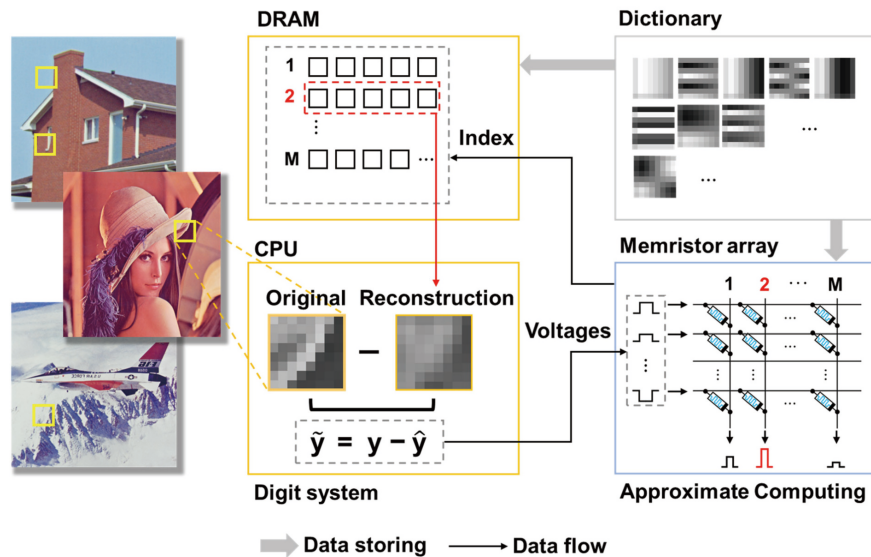 DRAM
Dictionary
1
2
⋮
M
...
Index
...
...
CPU
Original
Reconstruction
−
ỹ = y − ŷ
Digit system
Voltages
Memristor array
1 2 ··· M
⋮
...
...
...
Approximate Computing
Data storing
Data flow